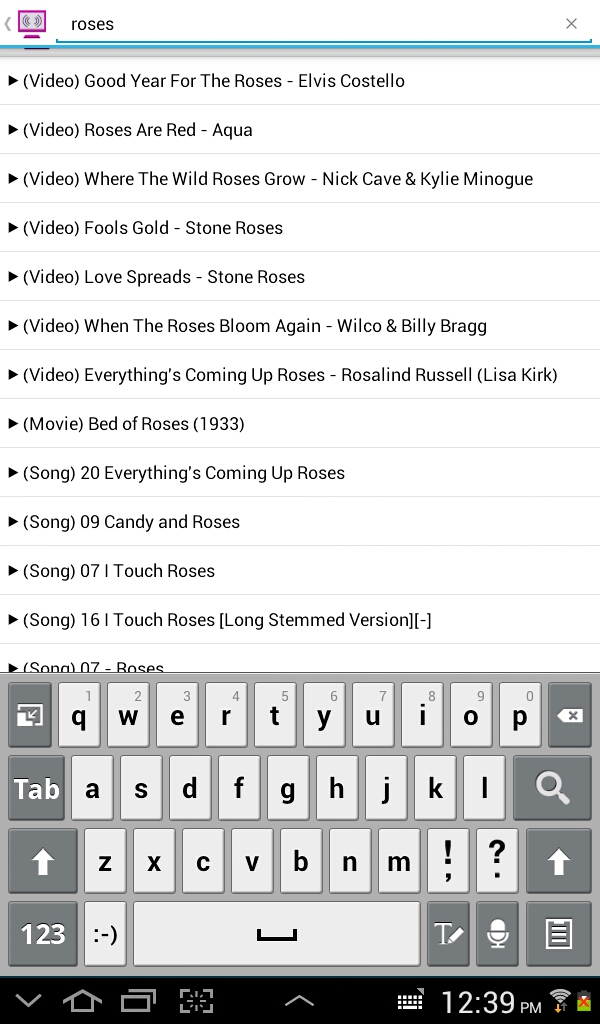 roses
(Video) Good Year For The Roses - Elvis Costello
(Video) Roses Are Red - Aqua
(Video) Where The Wild Roses Grow - Nick Cave & Kylie Minogue
(Video) Fools Gold - Stone Roses
(Video) Love Spreads - Stone Roses
(Video) When The Roses Bloom Again - Wilco & Billy Bragg
(Video) Everything's Coming Up Roses - Rosalind Russell (Lisa Kirk)
(Movie) Bed of Roses (1933)
(Song) 20 Everything's Coming Up Roses
(Song) 09 Candy and Roses
(Song) 07 I Touch Roses
(Song) 16 I Touch Roses [Long Stemmed Version][-]
(Song) 07 - Roses
1 2 3 4 5 6 7 8 9 0
q w e r t y u i o p
Tab a s d f g h j k l
z x c v b n m ! , ? .
123 :-) T
12:39 PM